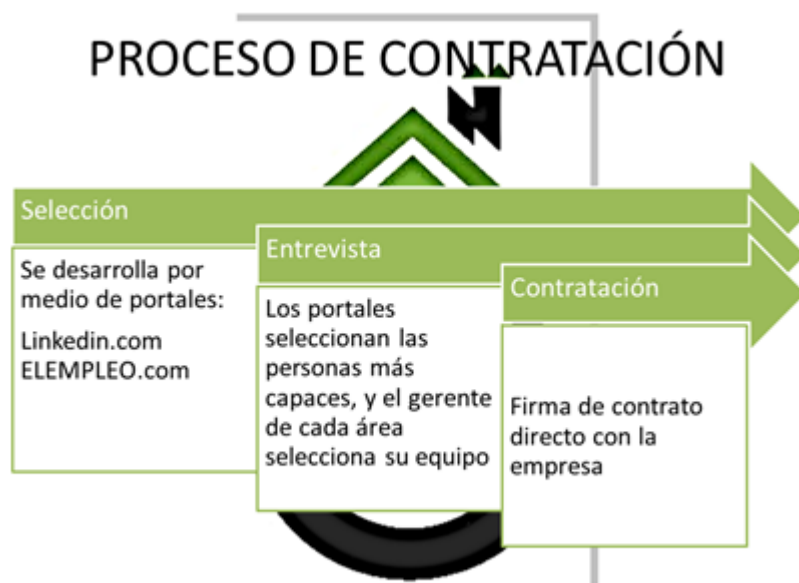 PROCESO DE CONTRATACIÓN
Selección
Se desarrolla por
medio de portales:
Linkedin.com
ELEMPLEO.com
Entrevista
Los portales
seleccionan las
personas más
capaces, y el gerente
de cada área
selecciona su equipo
Contratación
Firma de contrato
directo con la
empresa